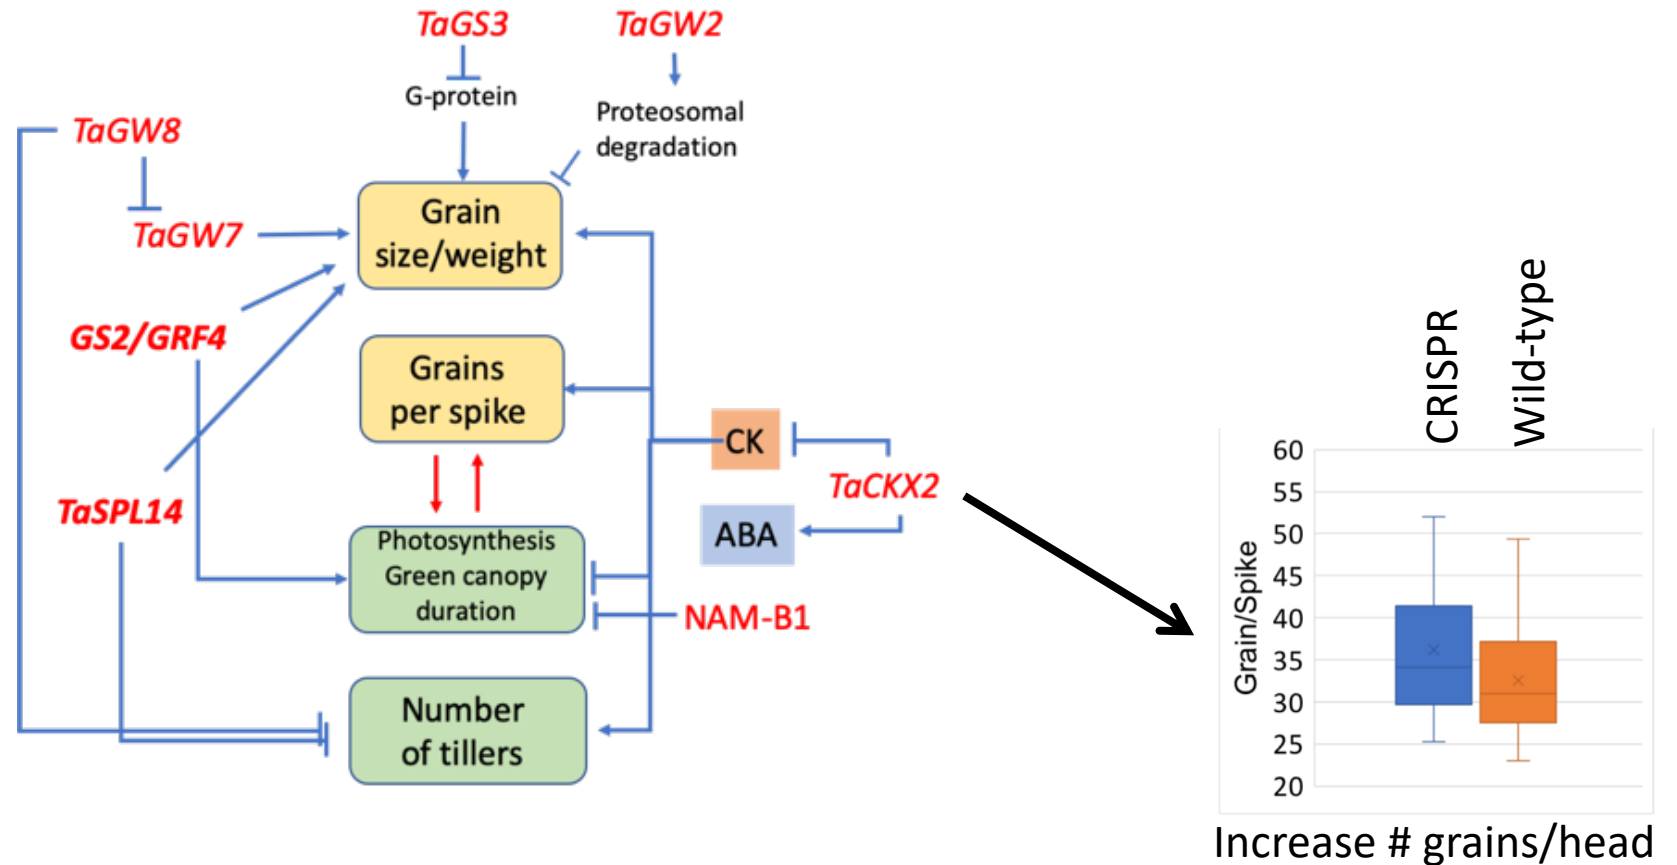 TaGS3
TaGW2
G-protein
Proteosomal
degradation
TaGW8
TaGW7
Grain
size/weight
GS2/GRF4
Grains
per spike
CK
TaCKX2
TaSPL14
ABA
Photosynthesis
Green canopy
duration
NAM-B1
Number
of tillers
CRISPR
Wild-type
Grain/Spike
60
55
50
45
40
35
30
25
20
Increase # grains/head